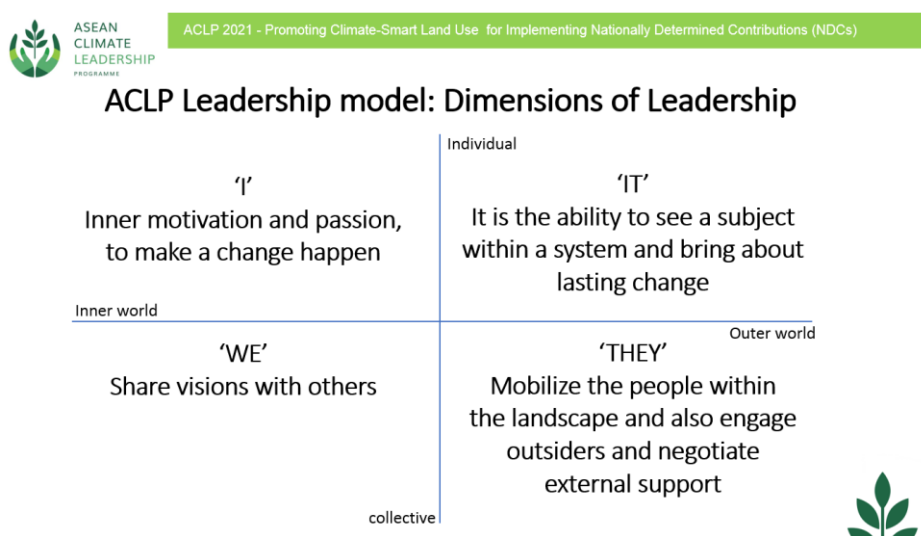 ASEAN
CLIMATE
LEADERSHIP
PROGRAMME
ACLP 2021 - Promoting Climate-Smart Land Use for Implementing Nationally Determined Contributions (NDCs)
ACLP Leadership model: Dimensions of Leadership
Individual
‘I’
Inner motivation and passion,
to make a change happen
‘IT’
It is the ability to see a subject
within a system and bring about
lasting change
Inner world
Outer world
‘WE’
Share visions with others
‘THEY’
Mobilize the people within
the landscape and also engage
outsiders and negotiate
external support
collective